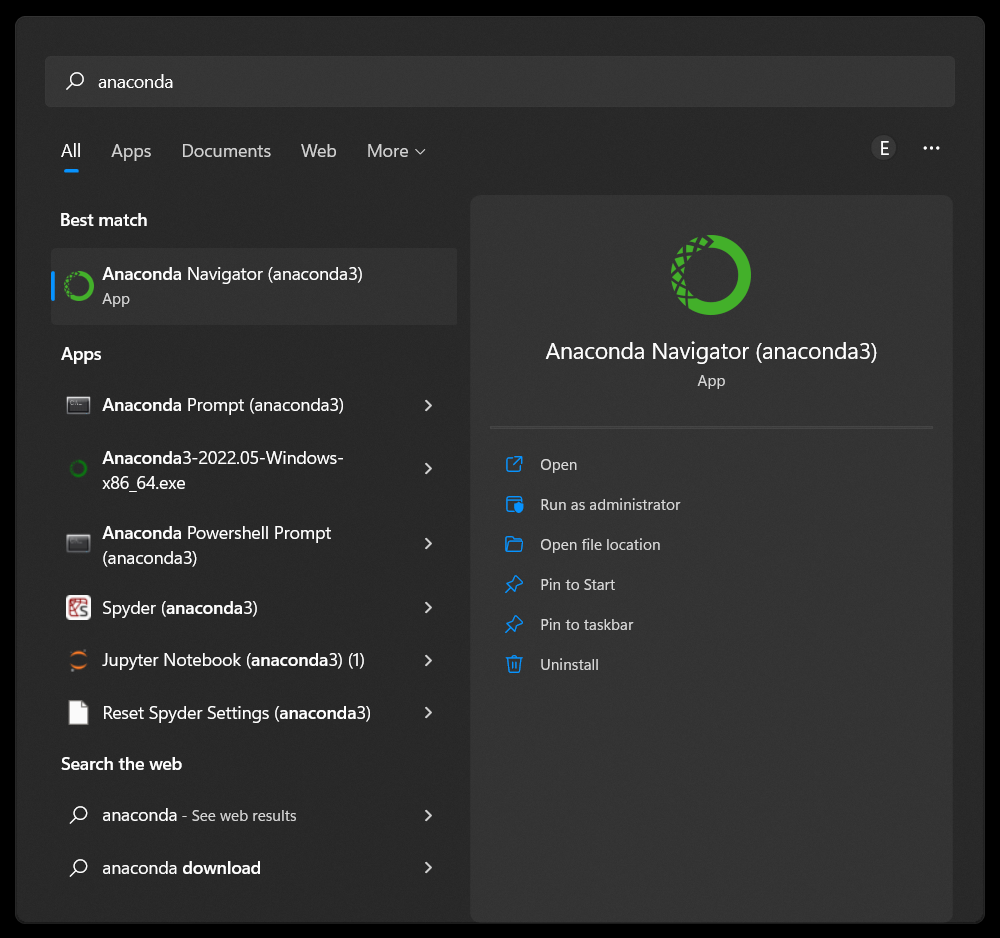 anaconda
All Apps Documents Web More
E
Best match
Anaconda Navigator (anaconda3)
App
Apps
Anaconda Prompt (anaconda3)
Anaconda3-2022.05-Windows-
x86_64.exe
Anaconda Powershell Prompt
(anaconda3)
Spyder (anaconda3)
Jupyter Notebook (anaconda3) (1)
Reset Spyder Settings (anaconda3)
Search the web
anaconda - See web results
anaconda download
Anaconda Navigator (anaconda3)
App
Open
Run as administrator
Open file location
Pin to Start
Pin to taskbar
Uninstall